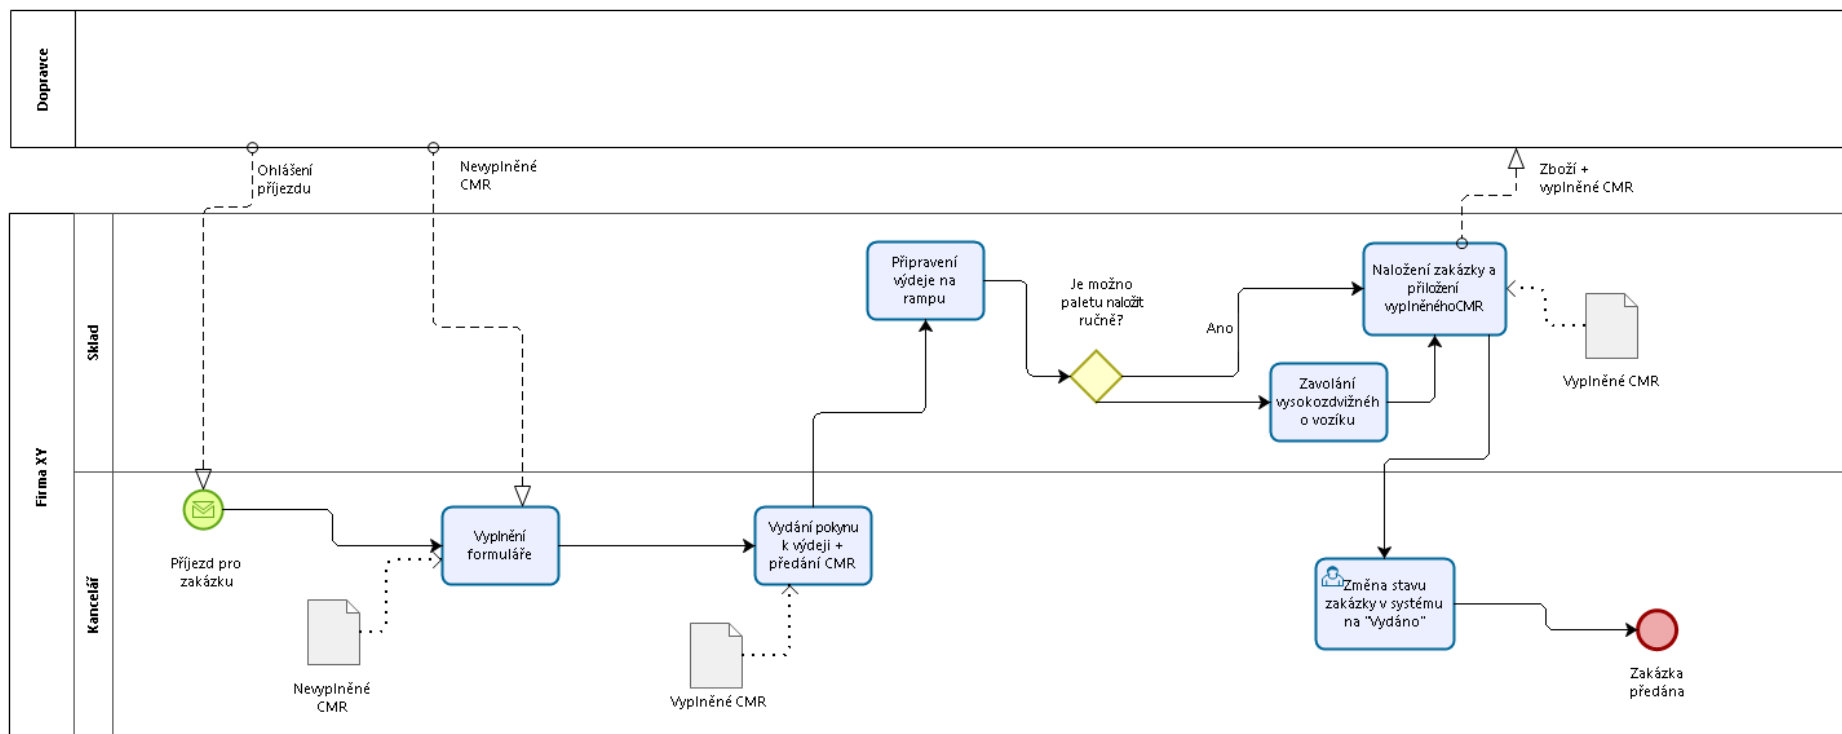 Dopravce
Ohlášení
příjezdu
Nevyplněné
CMR
Zboží +
vyplněné CMR
Firma XY
Sklad
Připravení
výdeje na
rampu
Je možno
paletu naložit
ručně?
Ano
Naložení zakázky a
přiložení
vyplněnéhoCMR
Zavolání
vysokozdvižnéh
o vozíku
Vyplněné CMR
Kancelář
Příjezd pro
zakázku
Vyplnění
formuláře
Vydání pokynu
k výdeji +
předání CMR
Nevyplněné
CMR
Vyplněné CMR
Změna stavu
zakázky v systému
na "Vydáno"
Zakázka
předána